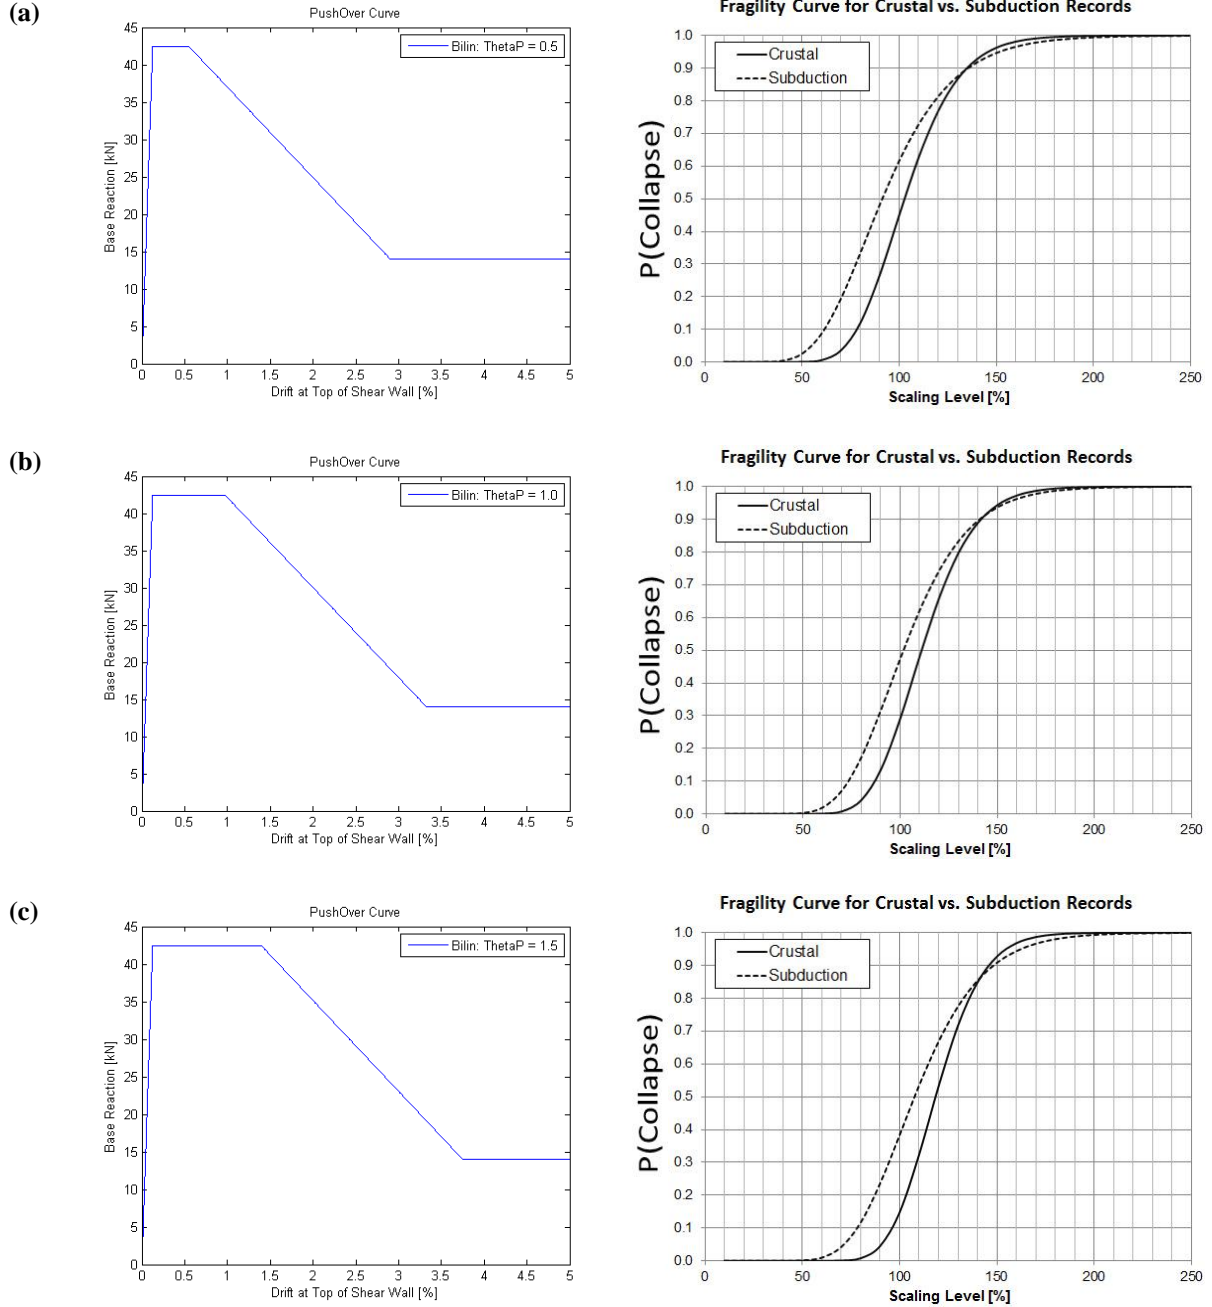 (a)
PushOver Curve
Bilin: ThetaP = 0.5
Base Reaction [kN]
45
40
35
30
25
20
15
10
5
0
0 0.5 1 1.5 2 2.5 3 3.5 4 4.5 5
Drift at Top of Shear Wall [%]
Fragility Curve for Crustal vs. Subduction Records
Crustal
Subduction
P(Collapse)
1.0
0.9
0.8
0.7
0.6
0.5
0.4
0.3
0.2
0.1
0.0
0 50 100 150 200 250
Scaling Level [%]
(b)
PushOver Curve
Bilin: ThetaP = 1.0
Base Reaction [kN]
45
40
35
30
25
20
15
10
5
0
0 0.5 1 1.5 2 2.5 3 3.5 4 4.5 5
Drift at Top of Shear Wall [%]
Fragility Curve for Crustal vs. Subduction Records
Crustal
Subduction
P(Collapse)
1.0
0.9
0.8
0.7
0.6
0.5
0.4
0.3
0.2
0.1
0.0
0 50 100 150 200 250
Scaling Level [%]
(c)
PushOver Curve
Bilin: ThetaP = 1.5
Base Reaction [kN]
45
40
35
30
25
20
15
10
5
0
0 0.5 1 1.5 2 2.5 3 3.5 4 4.5 5
Drift at Top of Shear Wall [%]
Fragility Curve for Crustal vs. Subduction Records
Crustal
Subduction
P(Collapse)
1.0
0.9
0.8
0.7
0.6
0.5
0.4
0.3
0.2
0.1
0.0
0 50 100 150 200 250
Scaling Level [%]